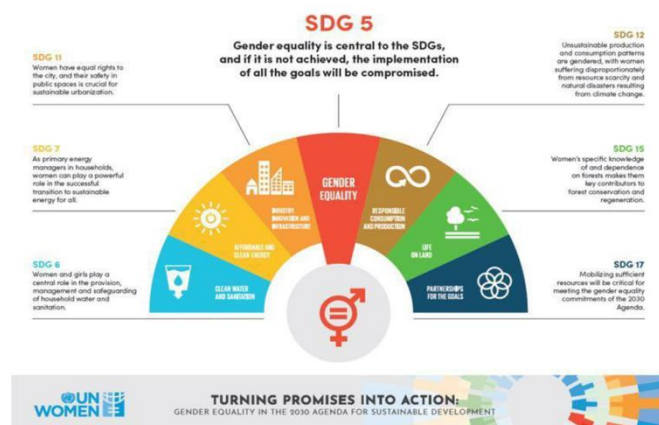 SDG 5
Gender equality is central to the SDGs,
and if it is not achieved, the implementation
of all the goals will be compromised.
SDG 11
Women have equal rights to
the city, and their safety in
public spaces is crucial for
sustainable urbanization.
SDG 7
As primary energy
managers in households,
women can play a powerful
role in the successful
transition to sustainable
energy for all.
SDG 6
Women and girls play a
central role in the provision,
management and safeguarding
of household water and
sanitation.
SDG 12
Unsustainable production
and consumption patterns
are gendered, with women
suffering disproportionately
from resource scarcity and
natural disasters resulting
from climate change.
SDG 15
Women's specific knowledge
of and dependence
on forests makes them
key contributors to
forest conservation and
regeneration.
SDG 17
Mobilizing sufficient
resources will be critical for
meeting the gender equality
commitments of the 2030
Agenda.
CLEAN WATER
AND SANITATION
AFFORDABLE AND
CLEAN ENERGY
INDUSTRY
INNOVATION AND
INFRASTRUCTURE
GENDER
EQUALITY
RESPONSIBLE
CONSUMPTION
AND PRODUCTION
LIFE
ON LAND
PARTNERSHIPS
FOR THE GOALS
UN
WOMEN
TURNING PROMISES INTO ACTION:
GENDER EQUALITY IN THE 2030 AGENDA FOR SUSTAINABLE DEVELOPMENT